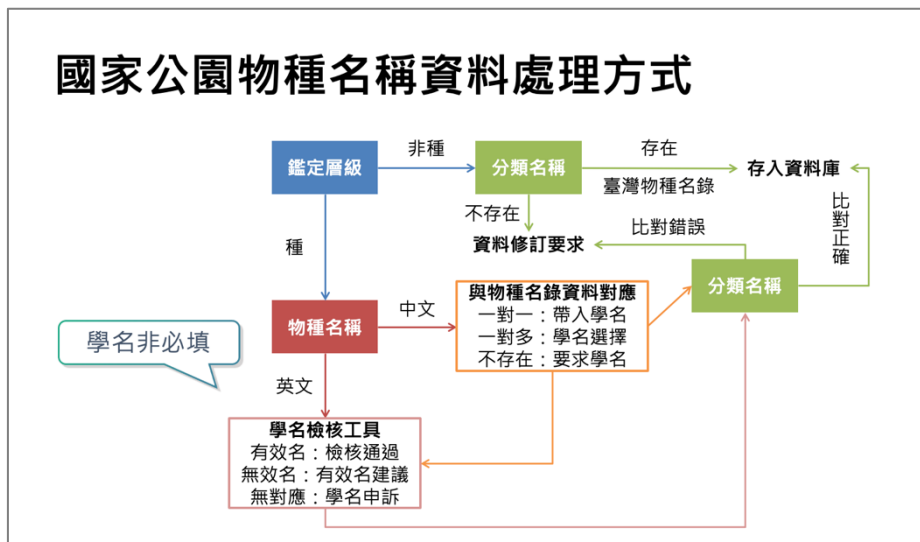 國家公園物種名稱資料處理方式
鑑定層級
非種
分類名稱
存在
臺灣物種名錄
存入資料庫
不存在
資料修訂要求
比對錯誤
比對正確
分類名稱
種
物種名稱
中文
與物種名錄資料對應
一對一：帶入學名
一對多：學名選擇
不存在：要求學名
學名非必填
英文
學名檢核工具
有效名：檢核通過
無效名：有效名建議
無對應：學名申訴